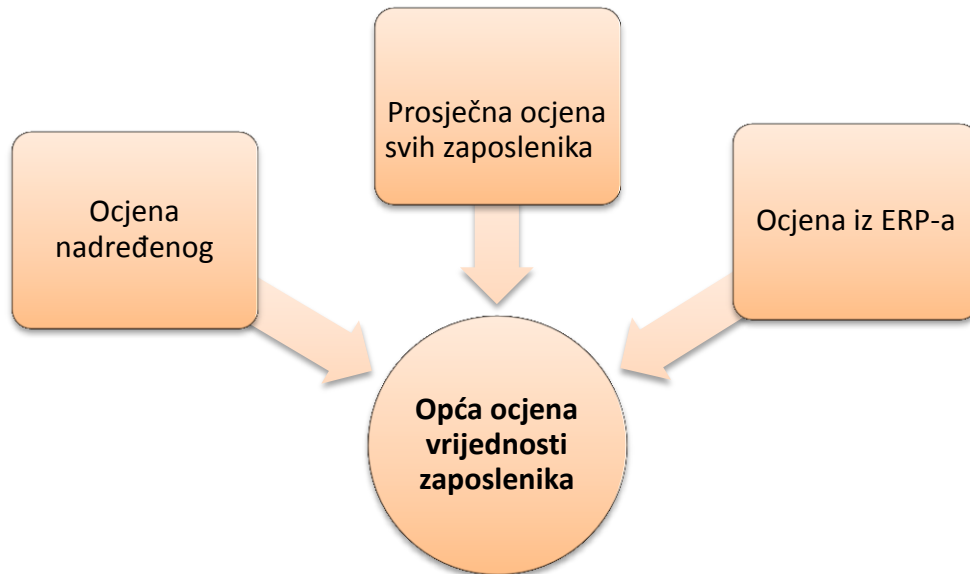 Prosječna ocjena
svih zaposlenika
Ocjena
nadređenog
Ocjena iz ERP-a
Opća ocjena
vrijednosti
zaposlenika